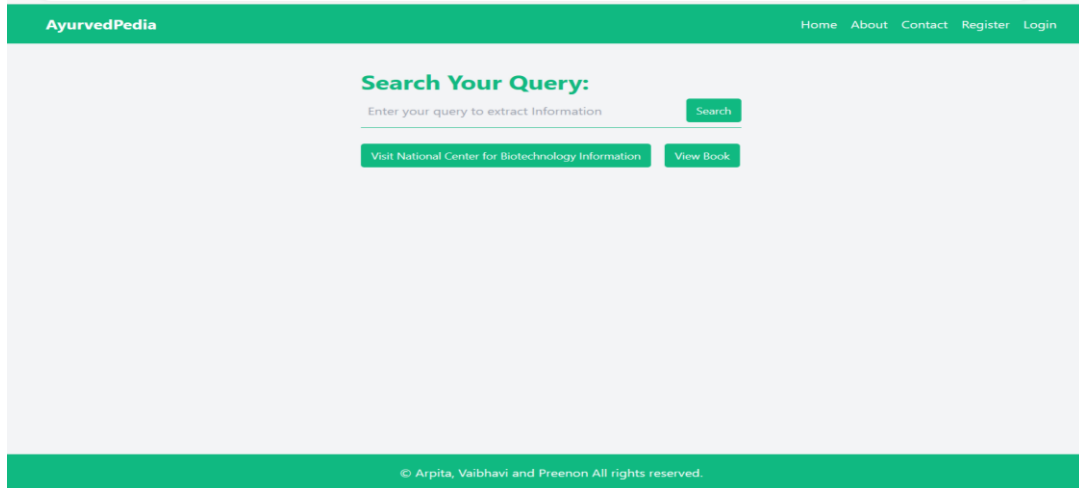 AyurvedPedia Home About Contact Register Login
Search Your Query:
Enter your query to extract Information Search
Visit National Center for Biotechnology Information View Book
© Arpita, Vaibhavi and Preenon All rights reserved.